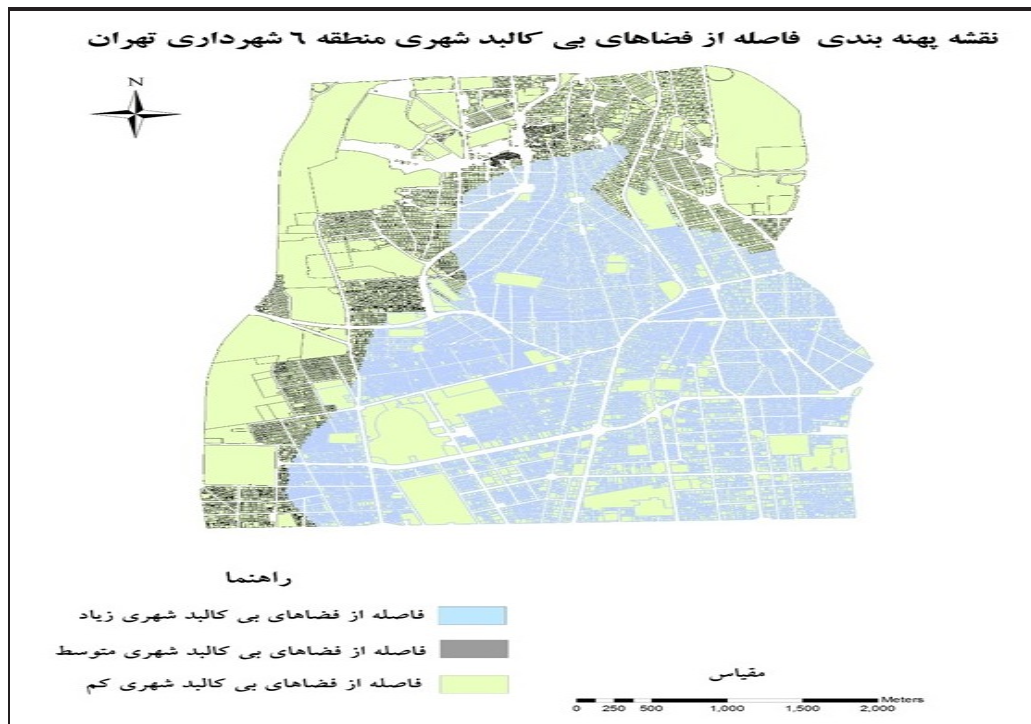 نقشه پهنه بندی فاصله از فضاهای بی کالبد شهری منطقه ٦ شهرداری تهران
N
راهنما
فاصله از فضاهای بی کالبد شهری زیاد
فاصله از فضاهای بی کالبد شهری متوسط
فاصله از فضاهای بی کالبد شهری کم
مقیاس
Meters
0 250 500 1,000 1,500 2,000